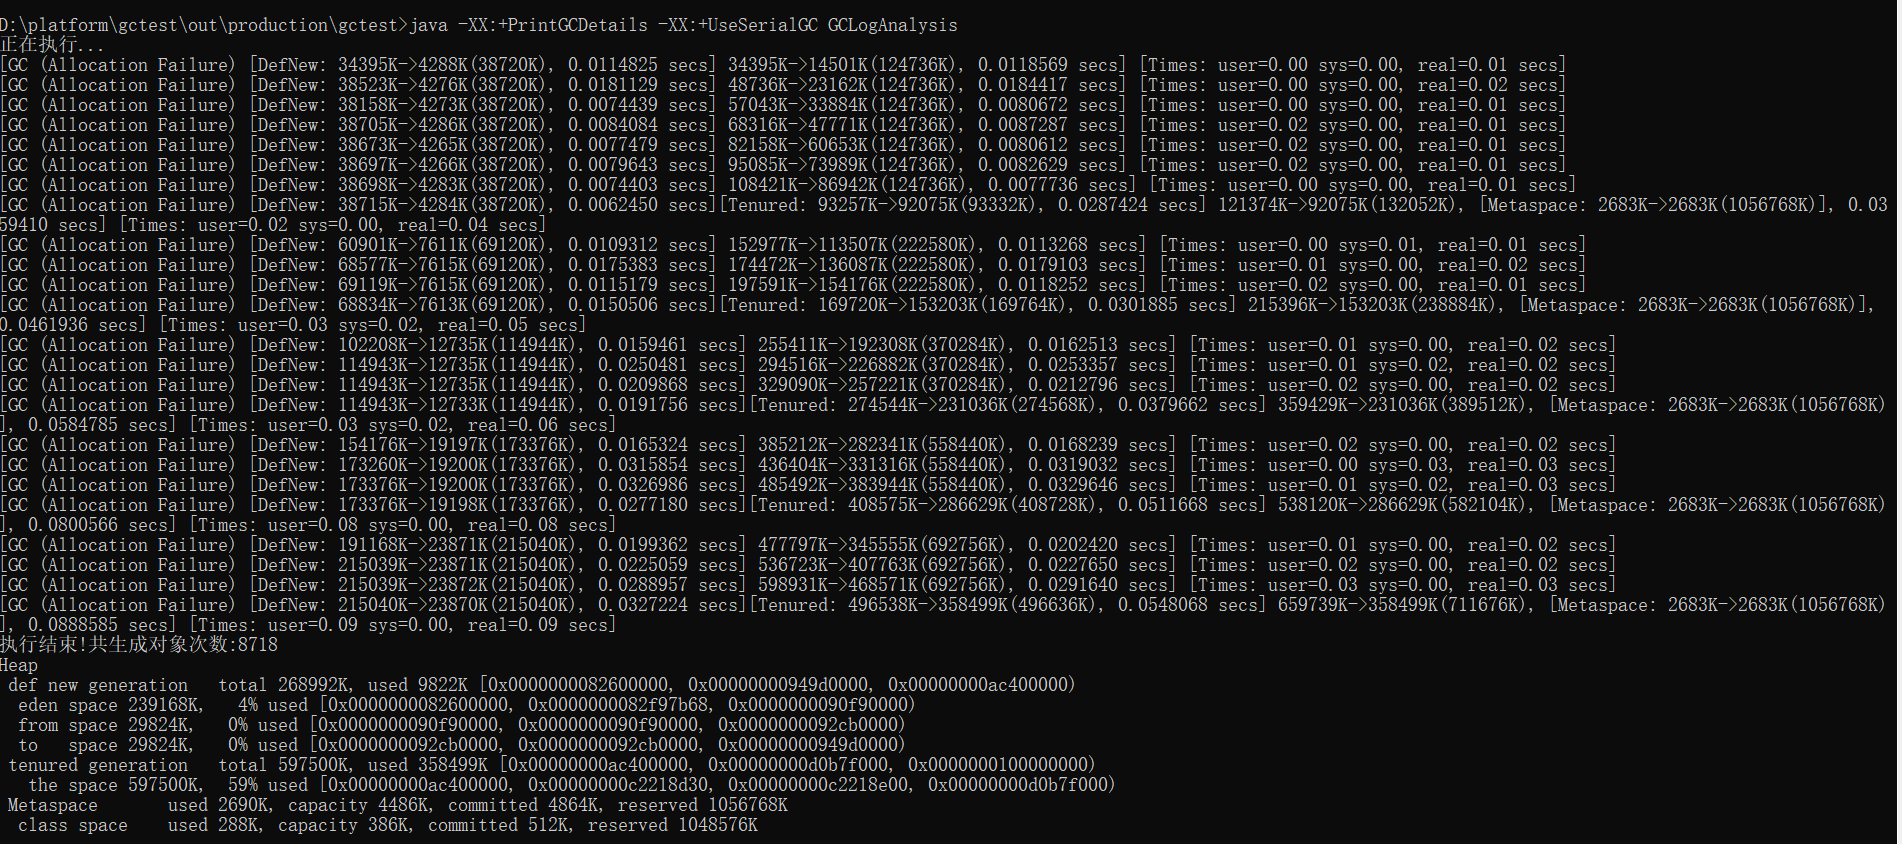 D:\platform\gctest\out\production\gctest>java -XX:+PrintGCDetails -XX:+UseSerialGC GCLogAnalysis
正在执行...
[GC (Allocation Failure) [DefNew: 34395K->4288K(38720K), 0.0114825 secs] 34395K->14501K(124736K), 0.0118569 secs] [Times: user=0.00 sys=0.00, real=0.01 secs]
[GC (Allocation Failure) [DefNew: 38523K->4276K(38720K), 0.0181129 secs] 48736K->23162K(124736K), 0.0184417 secs] [Times: user=0.00 sys=0.00, real=0.02 secs]
[GC (Allocation Failure) [DefNew: 38158K->4273K(38720K), 0.0074439 secs] 57043K->33884K(124736K), 0.0080672 secs] [Times: user=0.00 sys=0.00, real=0.01 secs]
[GC (Allocation Failure) [DefNew: 38705K->4286K(38720K), 0.0084084 secs] 68316K->47771K(124736K), 0.0087287 secs] [Times: user=0.02 sys=0.00, real=0.01 secs]
[GC (Allocation Failure) [DefNew: 38673K->4265K(38720K), 0.0077479 secs] 82158K->60653K(124736K), 0.0080612 secs] [Times: user=0.02 sys=0.00, real=0.01 secs]
[GC (Allocation Failure) [DefNew: 38697K->4266K(38720K), 0.0079643 secs] 95085K->73989K(124736K), 0.0082629 secs] [Times: user=0.02 sys=0.00, real=0.01 secs]
[GC (Allocation Failure) [DefNew: 38698K->4283K(38720K), 0.0074403 secs] 108421K->86942K(124736K), 0.0077736 secs] [Times: user=0.00 sys=0.00, real=0.01 secs]
[GC (Allocation Failure) [DefNew: 38715K->4284K(38720K), 0.0062450 secs][Tenured: 93257K->92075K(93332K), 0.0287424 secs] 121374K->92075K(132052K), [Metaspace: 2683K->2683K(1056768K)], 0.03
59410 secs] [Times: user=0.02 sys=0.00, real=0.04 secs]
[GC (Allocation Failure) [DefNew: 60901K->7611K(69120K), 0.0109312 secs] 152977K->113507K(222580K), 0.0113268 secs] [Times: user=0.00 sys=0.01, real=0.01 secs]
[GC (Allocation Failure) [DefNew: 68577K->7615K(69120K), 0.0175383 secs] 174472K->136087K(222580K), 0.0179103 secs] [Times: user=0.01 sys=0.00, real=0.02 secs]
[GC (Allocation Failure) [DefNew: 69119K->7615K(69120K), 0.0115179 secs] 197591K->154176K(222580K), 0.0118252 secs] [Times: user=0.02 sys=0.00, real=0.01 secs]
[GC (Allocation Failure) [DefNew: 68834K->7613K(69120K), 0.0150506 secs][Tenured: 169720K->153203K(169764K), 0.0301885 secs] 215396K->153203K(238884K), [Metaspace: 2683K->2683K(1056768K)],
0.0461936 secs] [Times: user=0.03 sys=0.02, real=0.05 secs]
[GC (Allocation Failure) [DefNew: 102208K->12735K(114944K), 0.0159461 secs] 255411K->192308K(370284K), 0.0162513 secs] [Times: user=0.01 sys=0.00, real=0.02 secs]
[GC (Allocation Failure) [DefNew: 114943K->12735K(114944K), 0.0250481 secs] 294516K->226882K(370284K), 0.0253357 secs] [Times: user=0.01 sys=0.02, real=0.02 secs]
[GC (Allocation Failure) [DefNew: 114943K->12735K(114944K), 0.0209868 secs] 329090K->257221K(370284K), 0.0212796 secs] [Times: user=0.02 sys=0.00, real=0.02 secs]
[GC (Allocation Failure) [DefNew: 114943K->12733K(114944K), 0.0191756 secs][Tenured: 274544K->231036K(274568K), 0.0379662 secs] 359429K->231036K(389512K), [Metaspace: 2683K->2683K(1056768K)
], 0.0584785 secs] [Times: user=0.03 sys=0.02, real=0.06 secs]
[GC (Allocation Failure) [DefNew: 154176K->19197K(173376K), 0.0165324 secs] 385212K->282341K(558440K), 0.0168239 secs] [Times: user=0.02 sys=0.00, real=0.02 secs]
[GC (Allocation Failure) [DefNew: 173260K->19200K(173376K), 0.0315854 secs] 436404K->331316K(558440K), 0.0319032 secs] [Times: user=0.00 sys=0.03, real=0.03 secs]
[GC (Allocation Failure) [DefNew: 173376K->19200K(173376K), 0.0326986 secs] 485492K->383944K(558440K), 0.0329646 secs] [Times: user=0.01 sys=0.02, real=0.03 secs]
[GC (Allocation Failure) [DefNew: 173376K->19198K(173376K), 0.0277180 secs][Tenured: 408575K->286629K(408728K), 0.0511668 secs] 538120K->286629K(582104K), [Metaspace: 2683K->2683K(1056768K)
], 0.0800566 secs] [Times: user=0.08 sys=0.00, real=0.08 secs]
[GC (Allocation Failure) [DefNew: 191168K->23871K(215040K), 0.0199362 secs] 477797K->345555K(692756K), 0.0202420 secs] [Times: user=0.01 sys=0.00, real=0.02 secs]
[GC (Allocation Failure) [DefNew: 215039K->23871K(215040K), 0.0225059 secs] 536723K->407763K(692756K), 0.0227650 secs] [Times: user=0.02 sys=0.00, real=0.02 secs]
[GC (Allocation Failure) [DefNew: 215039K->23872K(215040K), 0.0288957 secs] 598931K->468571K(692756K), 0.0291640 secs] [Times: user=0.03 sys=0.00, real=0.03 secs]
[GC (Allocation Failure) [DefNew: 215040K->23870K(215040K), 0.0327224 secs][Tenured: 496538K->358499K(496636K), 0.0548068 secs] 659739K->358499K(711676K), [Metaspace: 2683K->2683K(1056768K)
], 0.0888585 secs] [Times: user=0.09 sys=0.00, real=0.09 secs]
执行结束!共生成对象次数:8718
Heap
def new generation   total 268992K, used 9822K [0x0000000082600000, 0x00000000949d0000, 0x00000000ac400000)
eden space 239168K,   4% used [0x0000000082600000, 0x0000000082f97b68, 0x0000000090f90000)
from space 29824K,   0% used [0x0000000090f90000, 0x0000000090f90000, 0x0000000092cb0000)
to   space 29824K,   0% used [0x0000000092cb0000, 0x0000000092cb0000, 0x00000000949d0000)
tenured generation   total 597500K, used 358499K [0x00000000ac400000, 0x00000000d0b7f000, 0x0000000100000000)
the space 597500K,  59% used [0x00000000ac400000, 0x00000000c2218d30, 0x00000000c2218e00, 0x00000000d0b7f000)
Metaspace       used 2690K, capacity 4486K, committed 4864K, reserved 1056768K
class space    used 288K, capacity 386K, committed 512K, reserved 1048576K